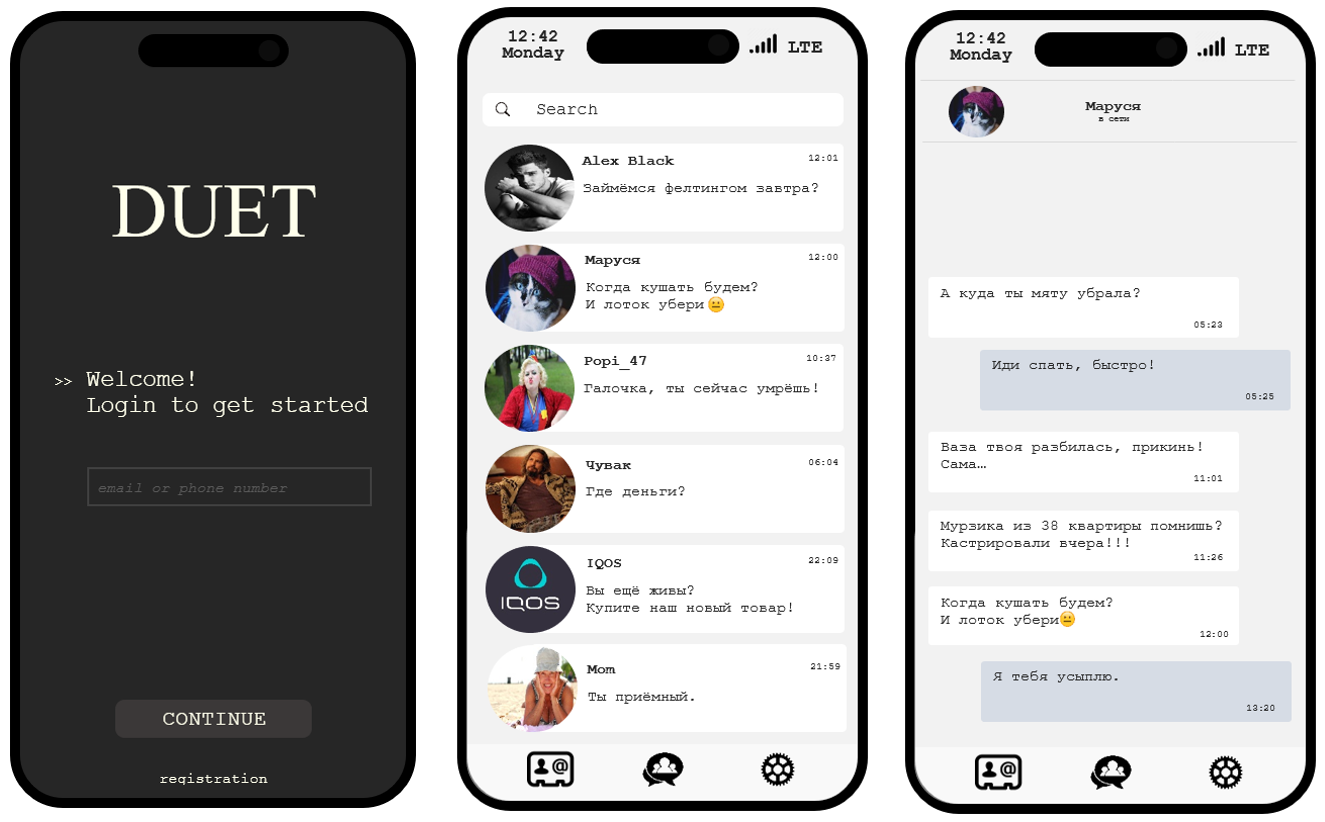 DUET
>> Welcome!
Login to get started
email or phone number
CONTINUE
registration
12:42
Monday
LTE
Search
Alex Black
12:01
Займёмся фелтингом завтра?
Маруся
12:00
Когда кушать будем?
И лоток убери😐
Popi_47
10:37
Галочка, ты сейчас умрёшь!
Чувак
06:04
Где деньги?
IQOS
IQOS
22:09
Вы ещё живы?
Купите наш новый товар!
Mom
21:59
Ты приёмный.
12:42
Monday
LTE
Маруся
в сети
А куда ты мяту убрала?
05:23
Иди спать, быстро!
05:25
Ваза твоя разбилась, прикинь!
Сама…
11:01
Мурзика из 38 квартиры помнишь?
Кастрировали вчера!!!
11:26
Когда кушать будем?
И лоток убери😐
12:00
Я тебя усыплю.
13:20